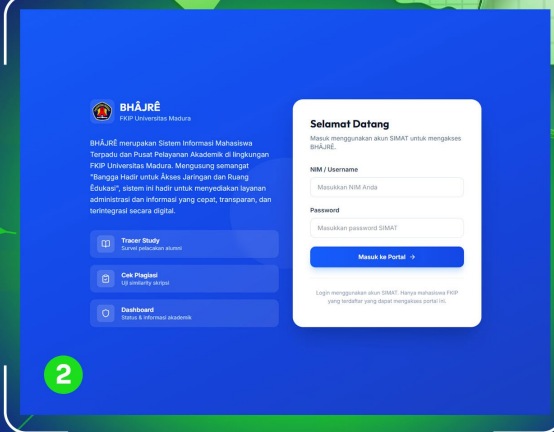 BHÂJRÊ
FKIP Universitas Madura
BHÂJRÊ merupakan Sistem Informasi Mahasiswa
Terpadu dan Pusat Pelayanan Akademik di lingkungan
FKIP Universitas Madura. Mengusung semangat
"Bangga Hadir untuk Âkses Jaringan dan Ruang
Êdukasi", sistem ini hadir untuk menyediakan layanan
administrasi dan informasi yang cepat, transparan, dan
terintegrasi secara digital.
Tracer Study
Survei pelacakan alumni
Cek Plagiasi
Uji similarity skripsi
Dashboard
Status & informasi akademik
Selamat Datang
Masuk menggunakan akun SIMAT untuk mengakses
BHÂJRÊ.
NIM / Username
Masukkan NIM Anda
Password
Masukkan password SIMAT
Masuk ke Portal →
Login menggunakan akun SIMAT. Hanya mahasiswa FKIP
yang terdaftar yang dapat mengakses portal ini.
2